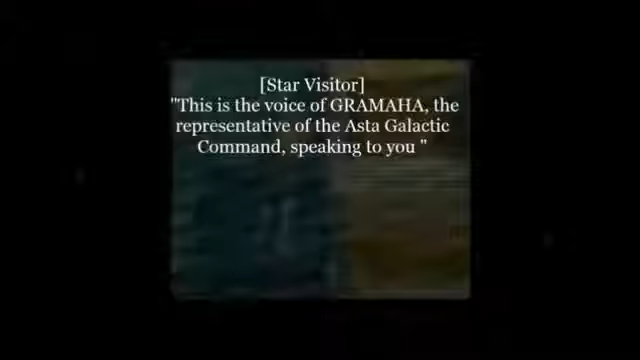 [Star Visitor]
"This is the voice of GRAMAHA, the
representative of the Asta Galactic
Command, speaking to you "